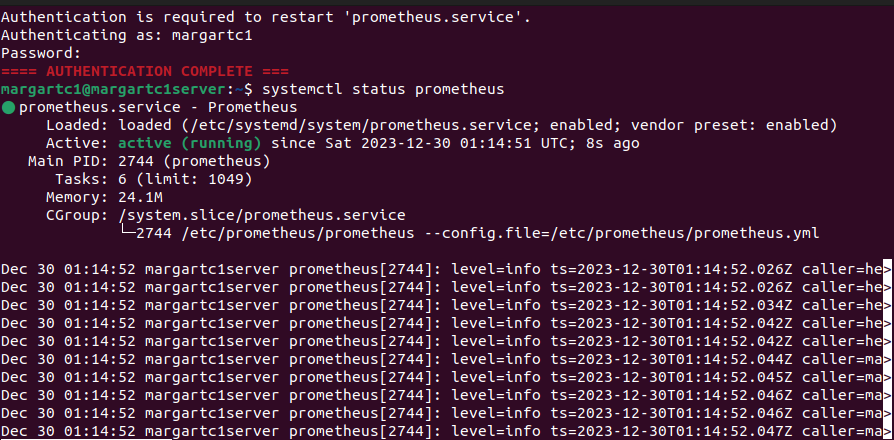 Authentication is required to restart 'prometheus.service'.
Authenticating as: margartc1
Password:
==== AUTHENTICATION COMPLETE ===
margartc1@margartc1server:~$ systemctl status prometheus
● prometheus.service - Prometheus
     Loaded: loaded (/etc/systemd/system/prometheus.service; enabled; vendor preset: enabled)
     Active: active (running) since Sat 2023-12-30 01:14:51 UTC; 8s ago
   Main PID: 2744 (prometheus)
      Tasks: 6 (limit: 1049)
     Memory: 24.1M
     CGroup: /system.slice/prometheus.service
             └─2744 /etc/prometheus/prometheus --config.file=/etc/prometheus/prometheus.yml

Dec 30 01:14:52 margartc1server prometheus[2744]: level=info ts=2023-12-30T01:14:52.026Z caller=he>
Dec 30 01:14:52 margartc1server prometheus[2744]: level=info ts=2023-12-30T01:14:52.026Z caller=he>
Dec 30 01:14:52 margartc1server prometheus[2744]: level=info ts=2023-12-30T01:14:52.034Z caller=he>
Dec 30 01:14:52 margartc1server prometheus[2744]: level=info ts=2023-12-30T01:14:52.042Z caller=he>
Dec 30 01:14:52 margartc1server prometheus[2744]: level=info ts=2023-12-30T01:14:52.042Z caller=he>
Dec 30 01:14:52 margartc1server prometheus[2744]: level=info ts=2023-12-30T01:14:52.044Z caller=ma>
Dec 30 01:14:52 margartc1server prometheus[2744]: level=info ts=2023-12-30T01:14:52.045Z caller=ma>
Dec 30 01:14:52 margartc1server prometheus[2744]: level=info ts=2023-12-30T01:14:52.046Z caller=ma>
Dec 30 01:14:52 margartc1server prometheus[2744]: level=info ts=2023-12-30T01:14:52.046Z caller=ma>
Dec 30 01:14:52 margartc1server prometheus[2744]: level=info ts=2023-12-30T01:14:52.047Z caller=ma>